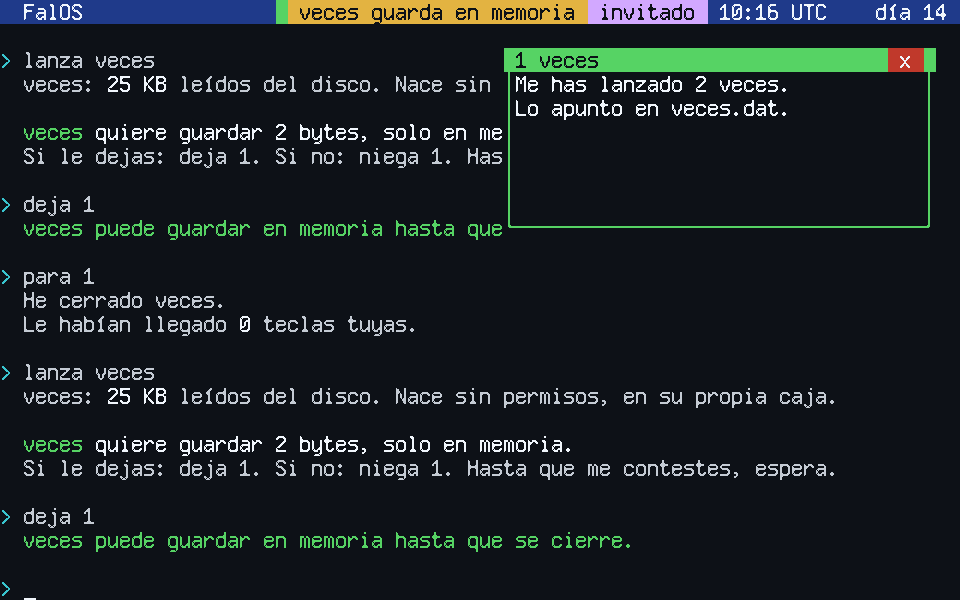 FalOS veces guarda en memoria invitado 10:16 UTC día 14
> lanza veces
veces: 25 KB leídos del disco. Nace sin
veces quiere guardar 2 bytes, solo en me
Si le dejas: deja 1. Si no: niega 1. Has
> deja 1
veces puede guardar en memoria hasta que
1 veces x
Me has lanzado 2 veces.
Lo apunto en veces.dat.
> para 1
He cerrado veces.
Le habían llegado 0 teclas tuyas.
> lanza veces
veces: 25 KB leídos del disco. Nace sin permisos, en su propia caja.
veces quiere guardar 2 bytes, solo en memoria.
Si le dejas: deja 1. Si no: niega 1. Hasta que me contestes, espera.
> deja 1
veces puede guardar en memoria hasta que se cierre.
> _